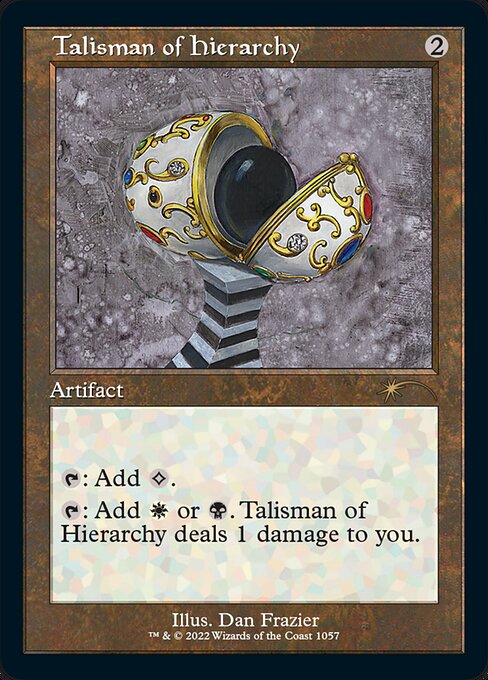 Talisman of Hierarchy 2
Artifact
: Add .
: Add or . Talisman of
Hierarchy deals 1 damage to you.
Illus. Dan Frazier
™ & © 2022 Wizards of the Coast 1057